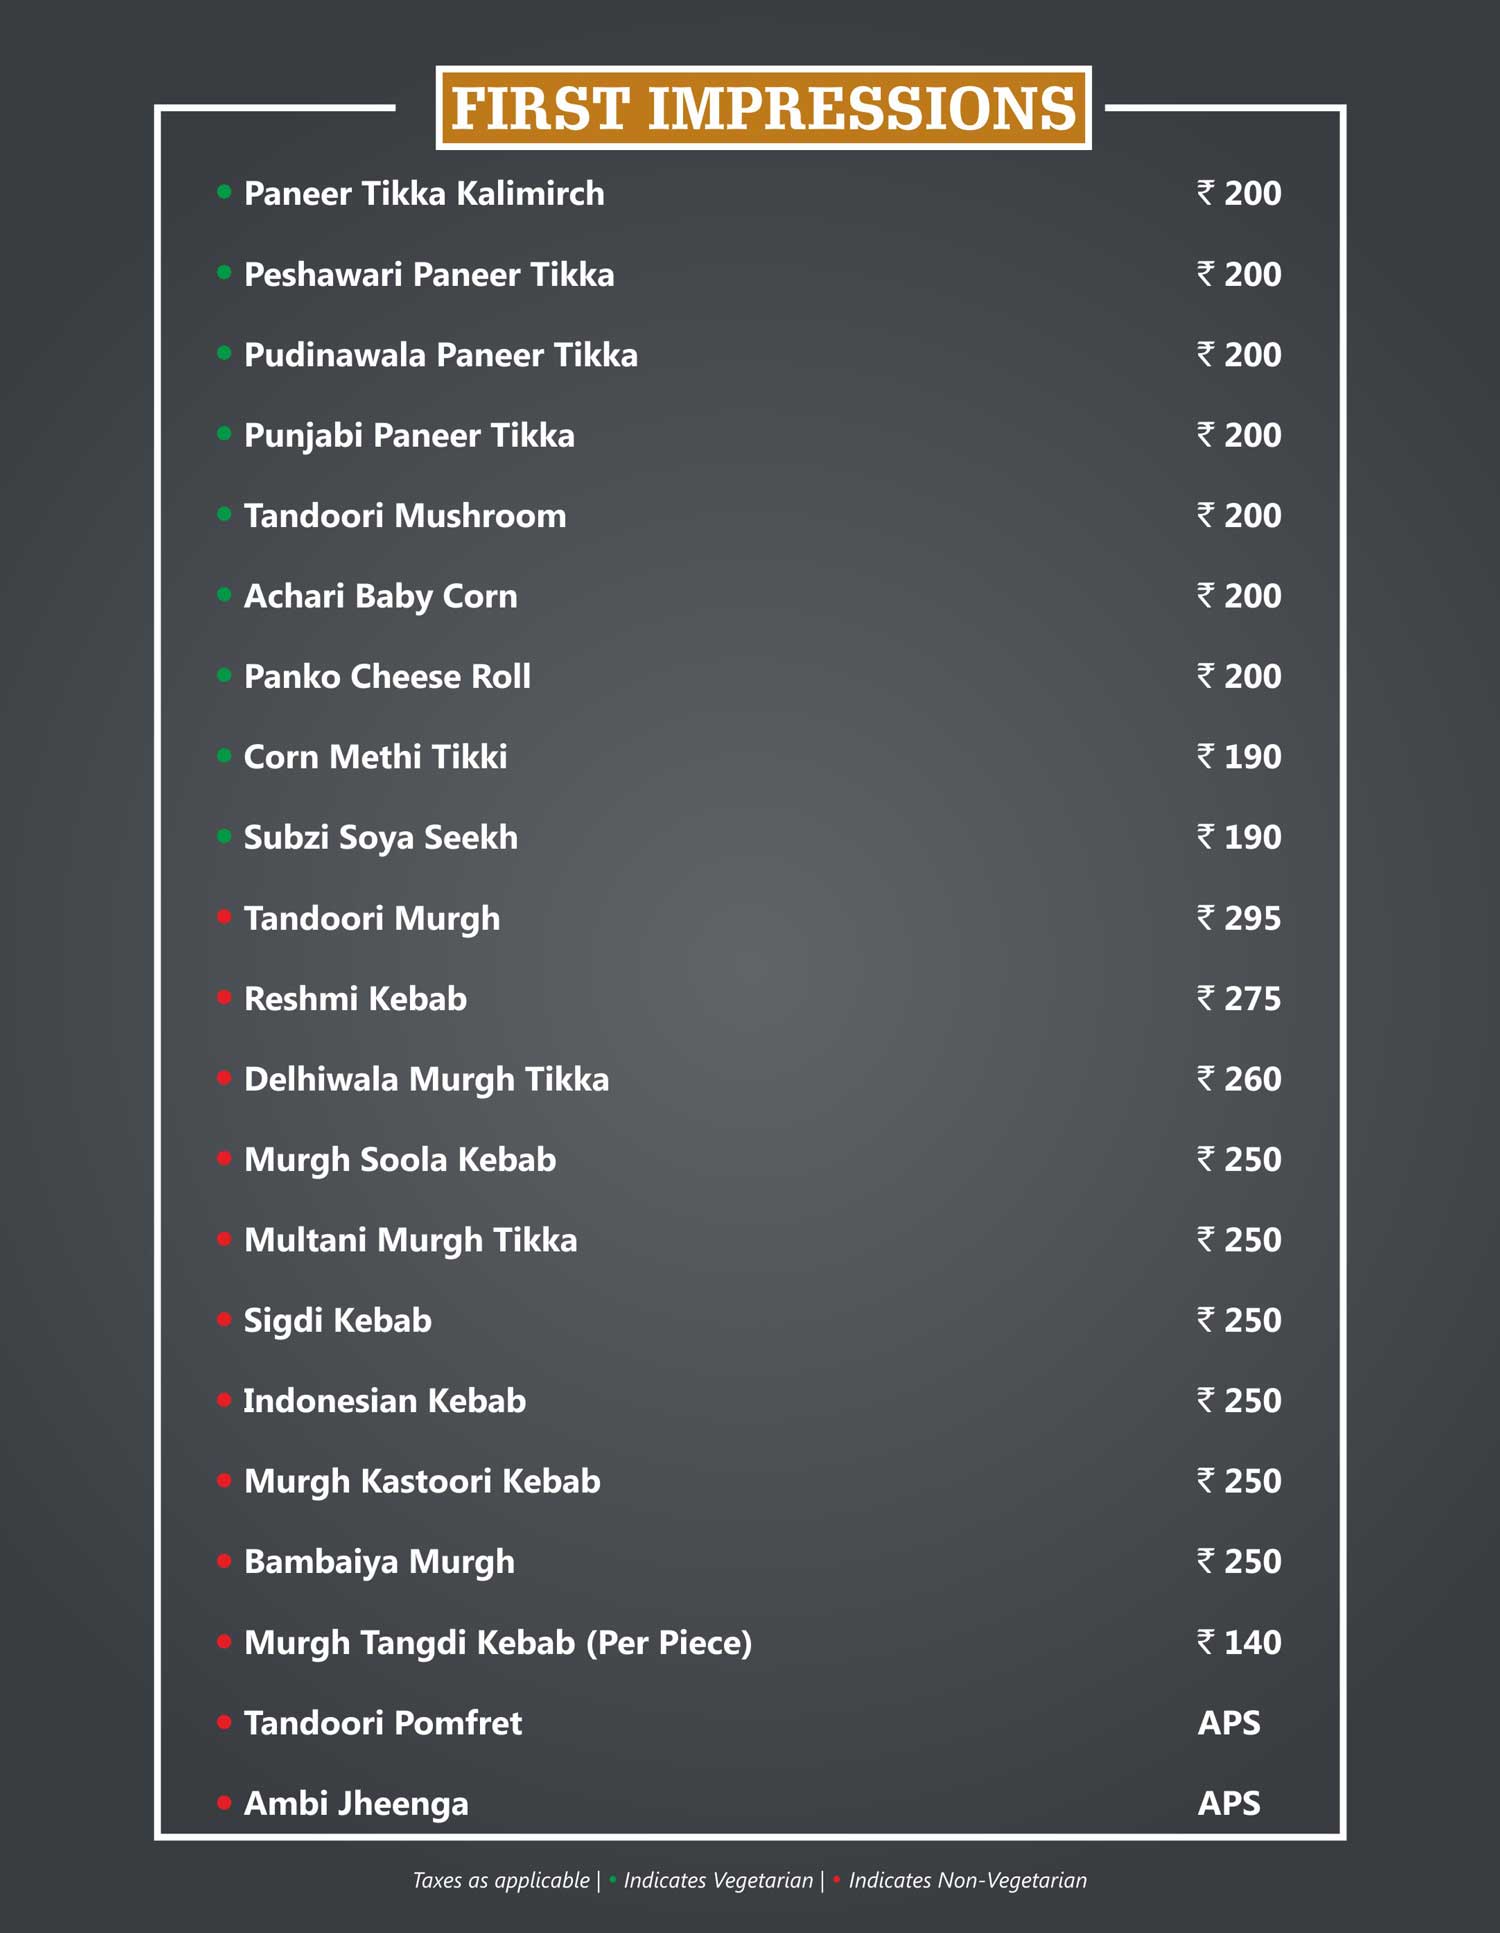 FIRST IMPRESSIONS
• Paneer Tikka Kalimirch ₹ 200
• Peshawari Paneer Tikka ₹ 200
• Pudinawala Paneer Tikka ₹ 200
• Punjabi Paneer Tikka ₹ 200
• Tandoori Mushroom ₹ 200
• Achari Baby Corn ₹ 200
• Panko Cheese Roll ₹ 200
• Corn Methi Tikki ₹ 190
• Subzi Soya Seekh ₹ 190
• Tandoori Murgh ₹ 295
• Reshmi Kebab ₹ 275
• Delhiwala Murgh Tikka ₹ 260
• Murgh Soola Kebab ₹ 250
• Multani Murgh Tikka ₹ 250
• Sigdi Kebab ₹ 250
• Indonesian Kebab ₹ 250
• Murgh Kastoori Kebab ₹ 250
• Bambaiya Murgh ₹ 250
• Murgh Tangdi Kebab (Per Piece) ₹ 140
• Tandoori Pomfret APS
• Ambi Jheenga APS
Taxes as applicable | • Indicates Vegetarian | • Indicates Non-Vegetarian